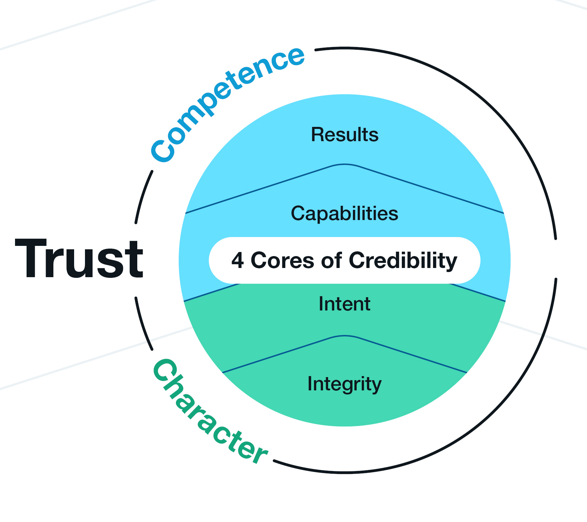 Competence
Results
Capabilities
Trust
4 Cores of Credibility
Intent
Integrity
Character